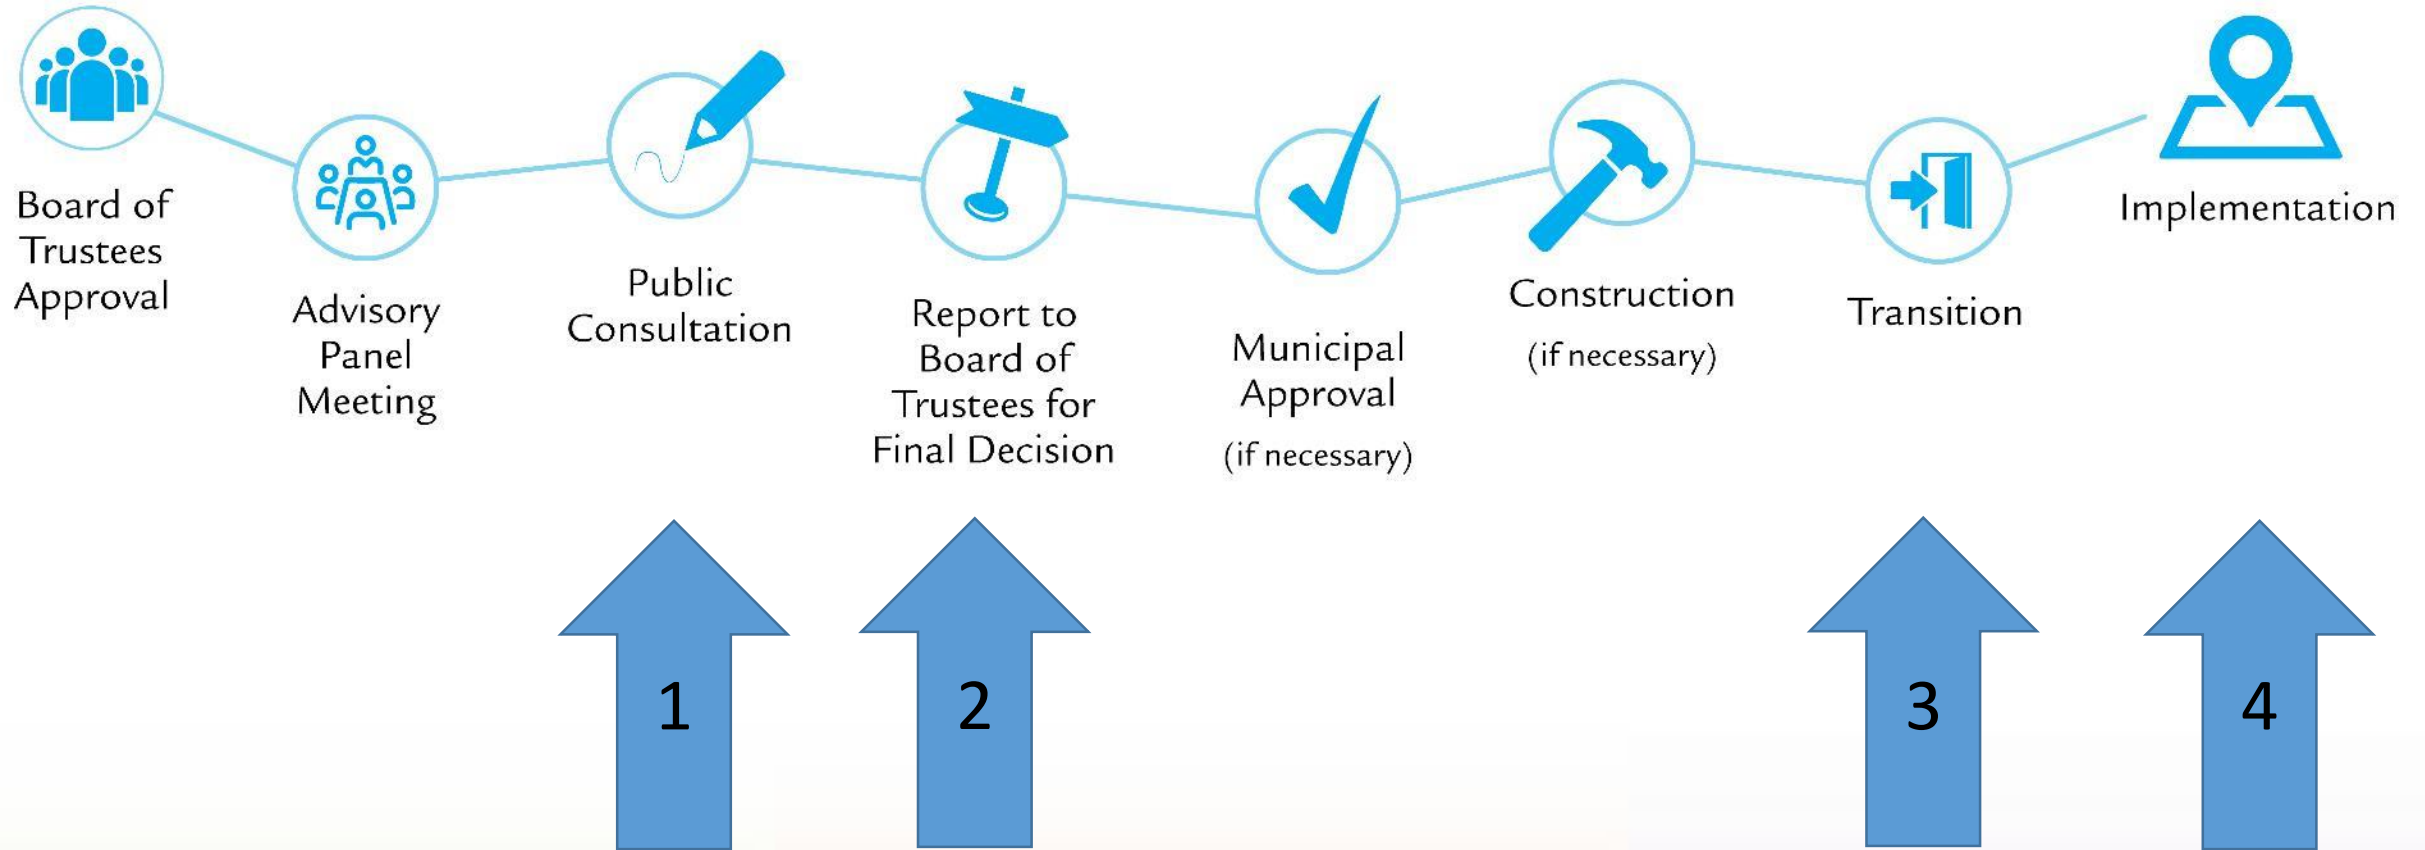 Board of
Trustees
Approval
Advisory
Panel
Meeting
Public
Consultation
Report to
Board of
Trustees for
Final Decision
Municipal
Approval
(if necessary)
Construction
(if necessary)
Transition
Implementation
1
2
3
4